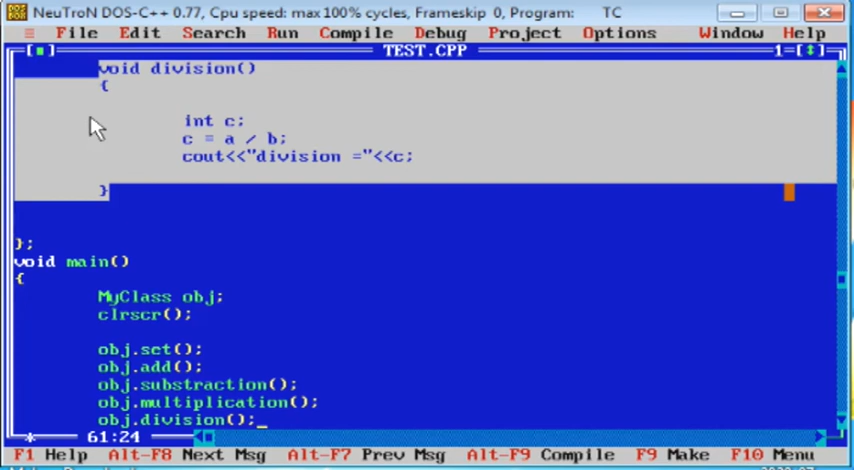 NeuTroN DOS-C++ 0.77, Cpu speed: max 100% cycles, Frameskip 0, Program: TC
≡ File Edit Search Run Compile Debug Project Options Window Help
[■] TEST.CPP 1=[↕]
void division()
{
int c;
c = a / b;
cout<<"division ="<<c;
}
};
void main()
{
MyClass obj;
clrscr();
obj.set();
obj.add();
obj.substraction();
obj.multiplication();
obj.division();
* 61:24
F1 Help Alt-F8 Next Msg Alt-F7 Prev Msg Alt-F9 Compile F9 Make F10 Menu